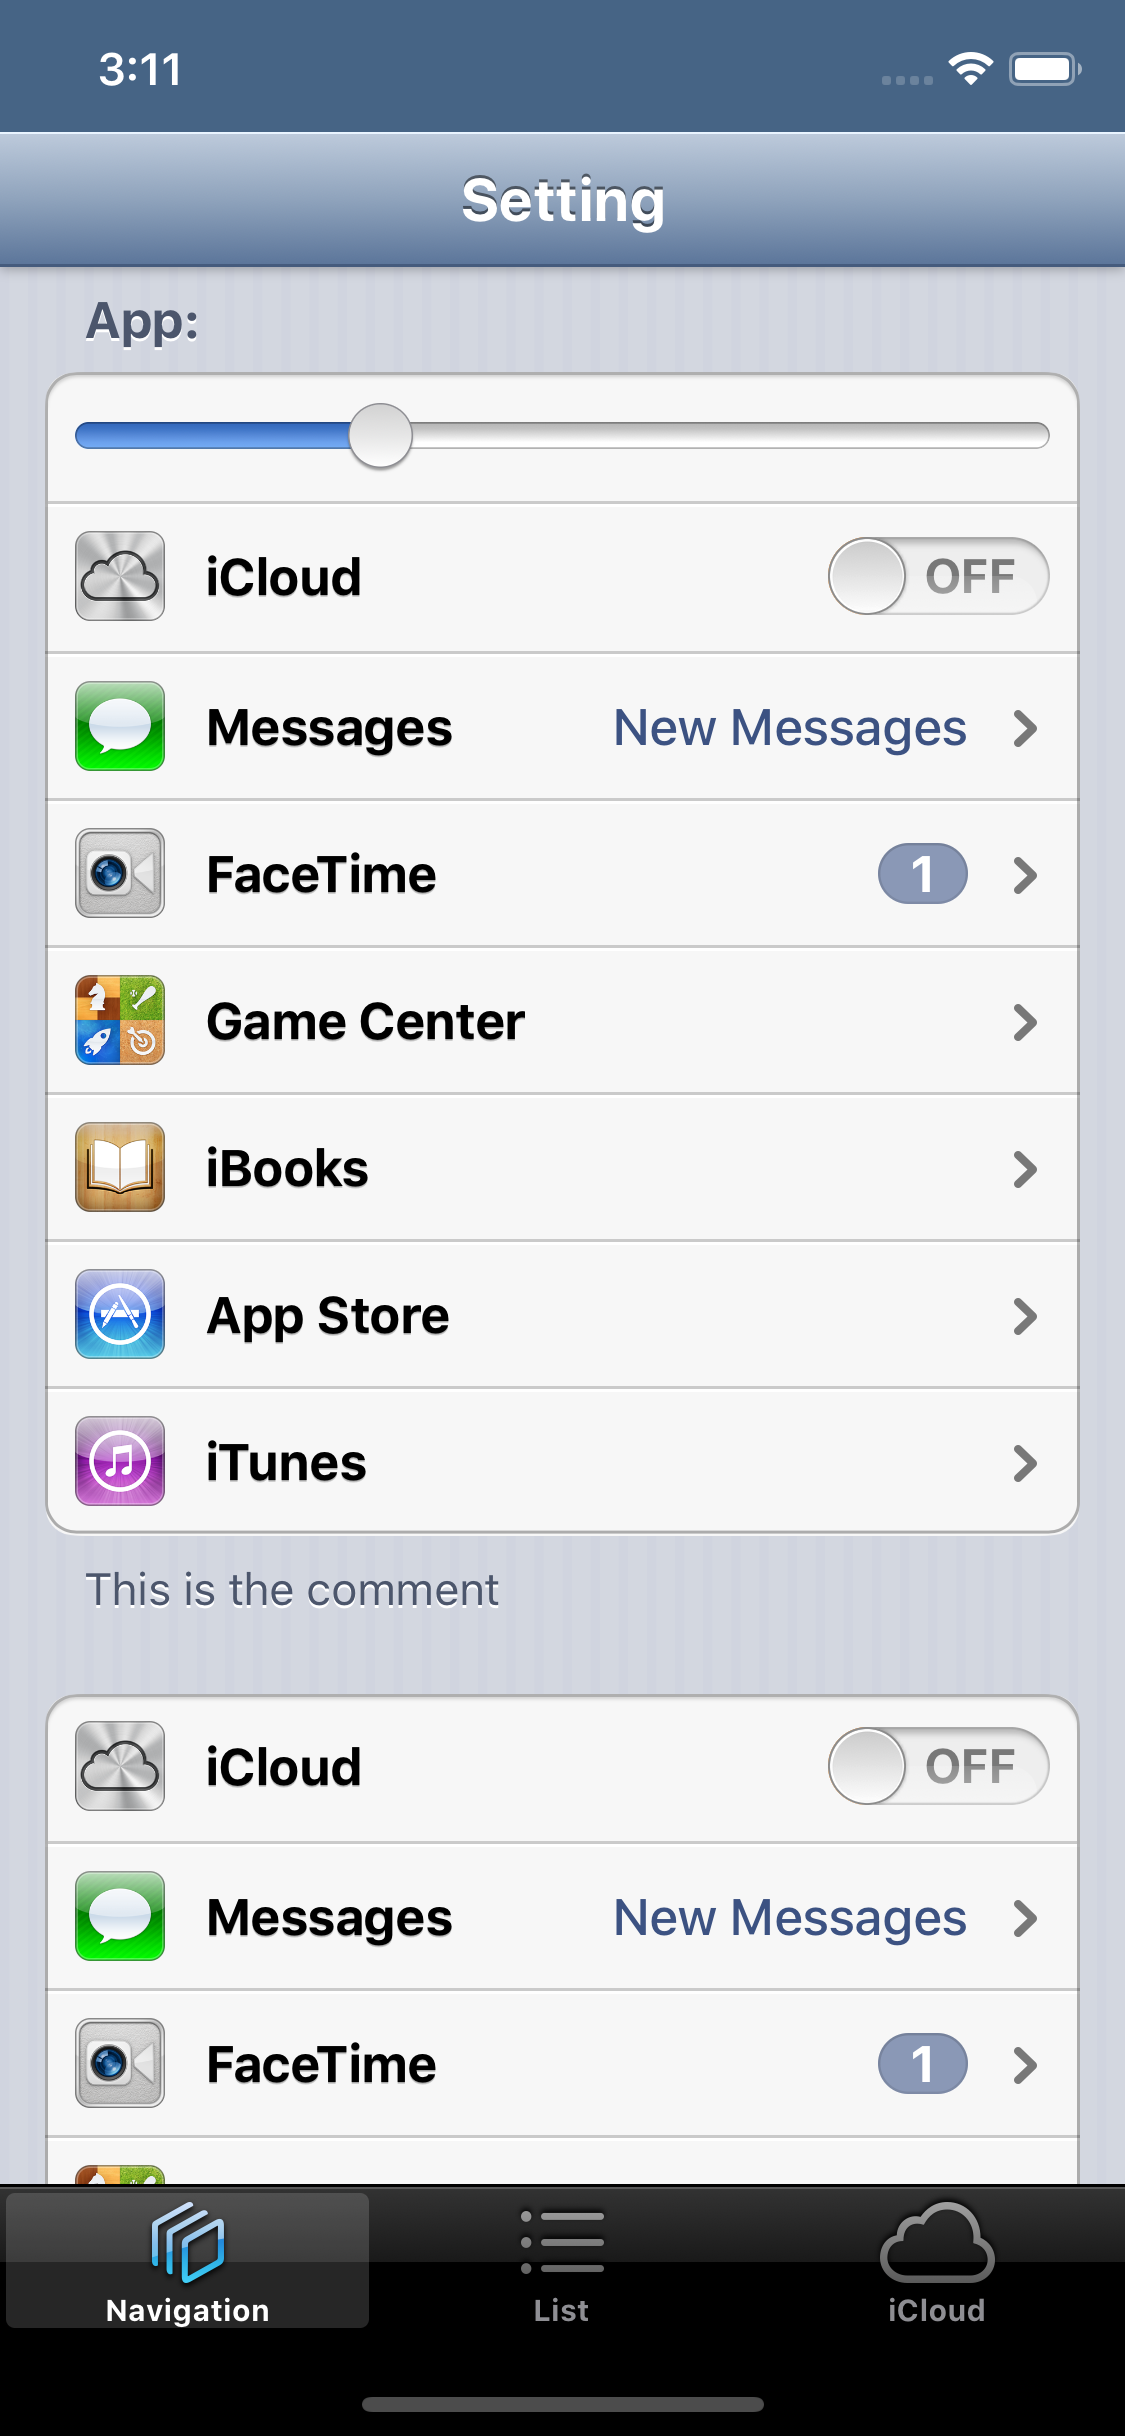 3:11
Setting
App:
iCloud OFF
Messages New Messages
FaceTime 1
Game Center
iBooks
App Store
iTunes
This is the comment
iCloud OFF
Messages New Messages
FaceTime 1
Navigation List iCloud